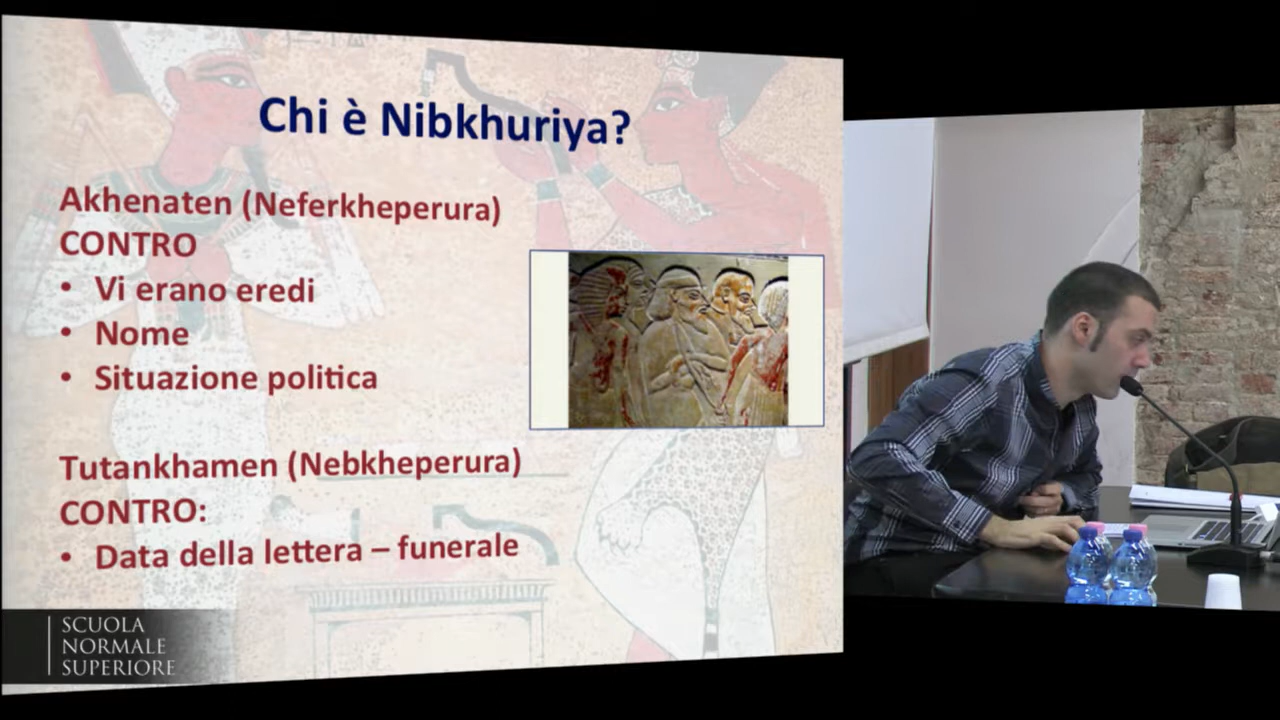 Chi è Nibkhuriya?
Akhenaten (Neferkheperura)
CONTRO
• Vi erano eredi
• Nome
• Situazione politica
Tutankhamen (Nebkheperura)
CONTRO:
• Data della lettera – funerale
SCUOLA
NORMALE
SUPERIORE